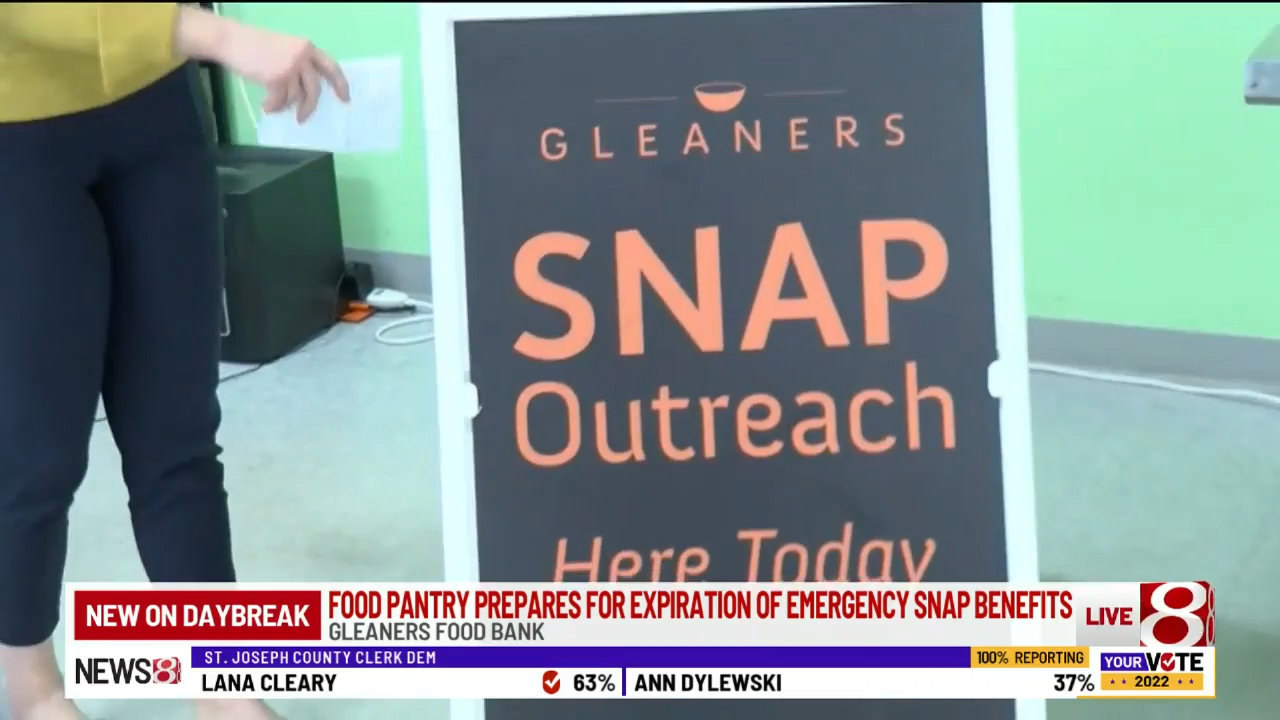 GLEANERS
SNAP
Outreach
Here Today
NEW ON DAYBREAK
FOOD PANTRY PREPARES FOR EXPIRATION OF EMERGENCY SNAP BENEFITS
GLEANERS FOOD BANK
LIVE 8
NEWS 8
ST. JOSEPH COUNTY CLERK DEM
100% REPORTING
LANA CLEARY 63% ANN DYLEWSKI 37%
YOUR VOTE
2022